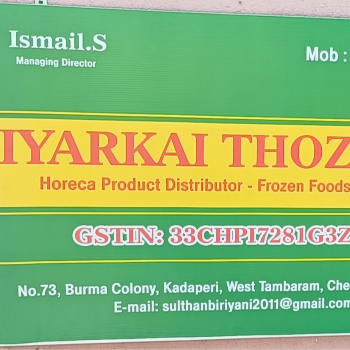 Ismail.S
Mob :
Managing Director
IYARKAI THOZ
Horeca Product Distributor - Frozen Foods
GSTIN: 33CHPI7281G3Z
No.73, Burma Colony, Kadaperi, West Tambaram, Che
E-mail: sulthanbiriyani2011@gmail.com